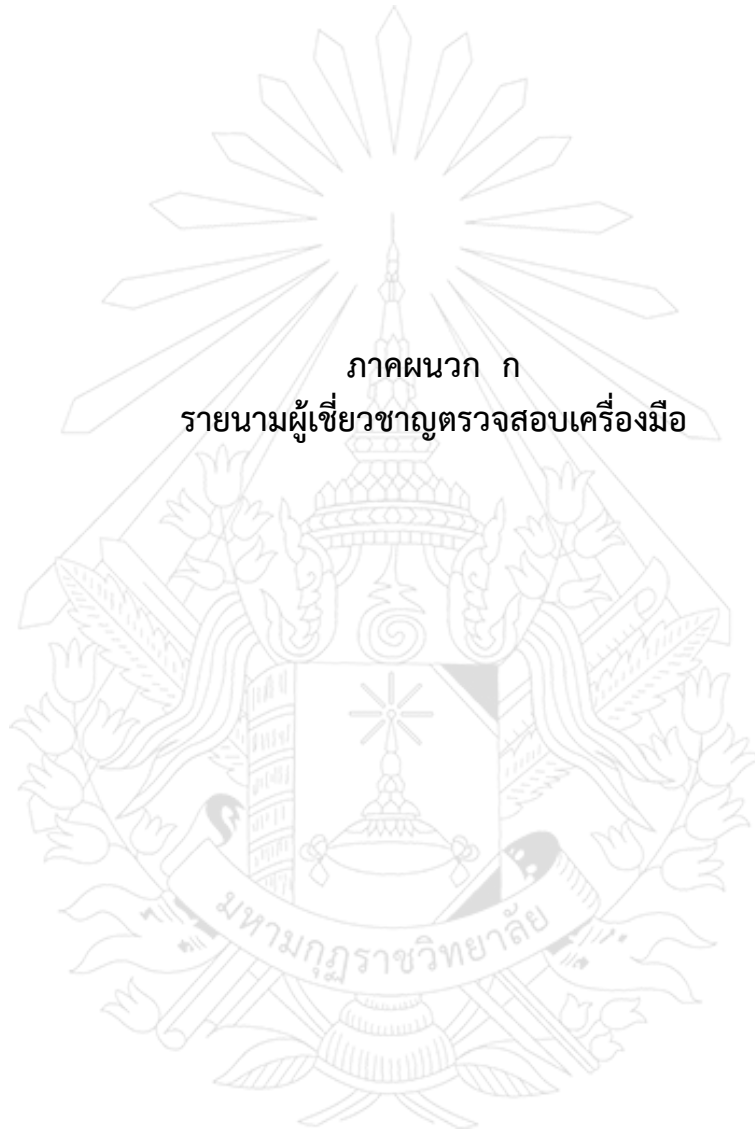 ภาคผนวก ก
รายนามผู้เชี่ยวชาญตรวจสอบเครื่องมือ
มหามกุฏราชวิทยาลัย